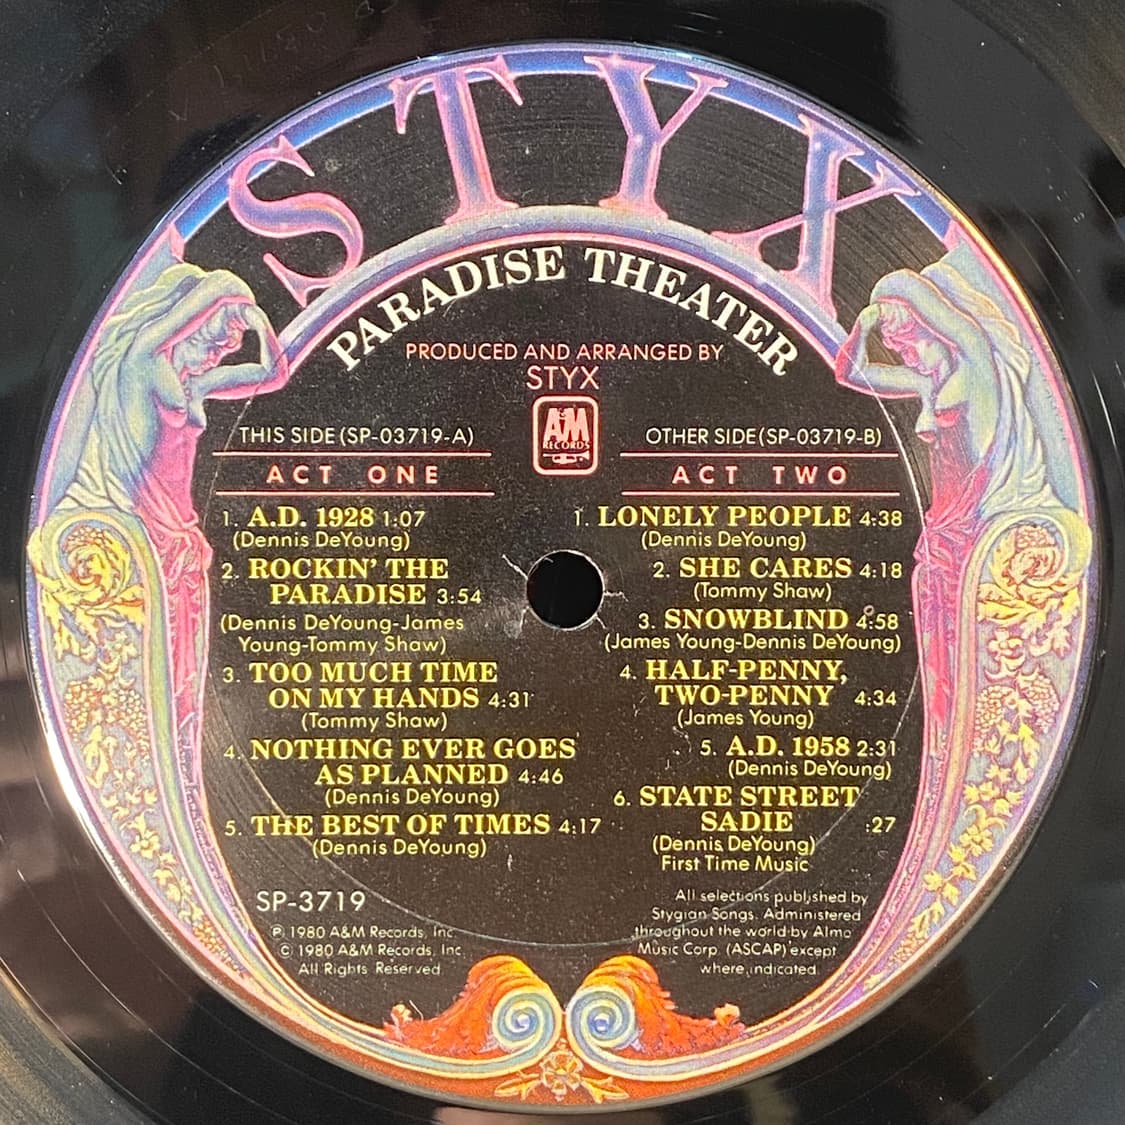 STYX
PARADISE THEATER
PRODUCED AND ARRANGED BY
STYX
A&M
RECORDS
THIS SIDE (SP-03719-A)
ACT ONE
1. A.D. 1928 1:07
(Dennis DeYoung)
2. ROCKIN' THE
PARADISE 3:54
(Dennis DeYoung-James
Young-Tommy Shaw)
3. TOO MUCH TIME
ON MY HANDS 4:31
(Tommy Shaw)
4. NOTHING EVER GOES
AS PLANNED 4:46
(Dennis DeYoung)
5. THE BEST OF TIMES 4:17
(Dennis DeYoung)
SP-3719
℗ 1980 A&M Records, Inc.
© 1980 A&M Records, Inc.
All Rights Reserved
OTHER SIDE (SP-03719-B)
ACT TWO
1. LONELY PEOPLE 4:38
(Dennis DeYoung)
2. SHE CARES 4:18
(Tommy Shaw)
3. SNOWBLIND 4:58
(James Young-Dennis DeYoung)
4. HALF-PENNY,
TWO-PENNY 4:34
(James Young)
5. A.D. 1958 2:31
(Dennis DeYoung)
6. STATE STREET
SADIE :27
(Dennis DeYoung)
First Time Music
All selections published by
Stygian Songs. Administered
throughout the world by Almo
Music Corp. (ASCAP) except
where indicated.